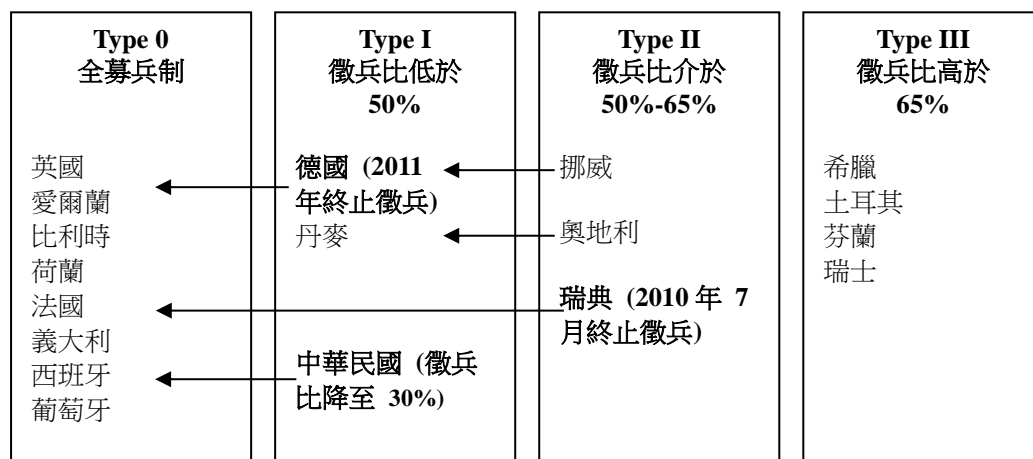 Type 0
全募兵制
英國
愛爾蘭
比利時
荷蘭
法國
義大利
西班牙
葡萄牙
Type I
徵兵比低於
50%
德國 (2011
年終止徵兵)
丹麥
中華民國 (徵兵
比降至 30%)
Type II
徵兵比介於
50%-65%
挪威
奧地利
瑞典 (2010 年 7
月終止徵兵)
Type III
徵兵比高於
65%
希臘
土耳其
芬蘭
瑞士